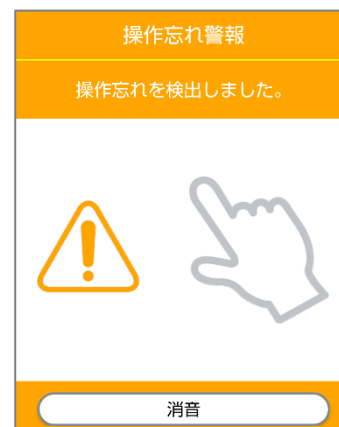 操作忘れ警報
操作忘れを検出しました。
消音